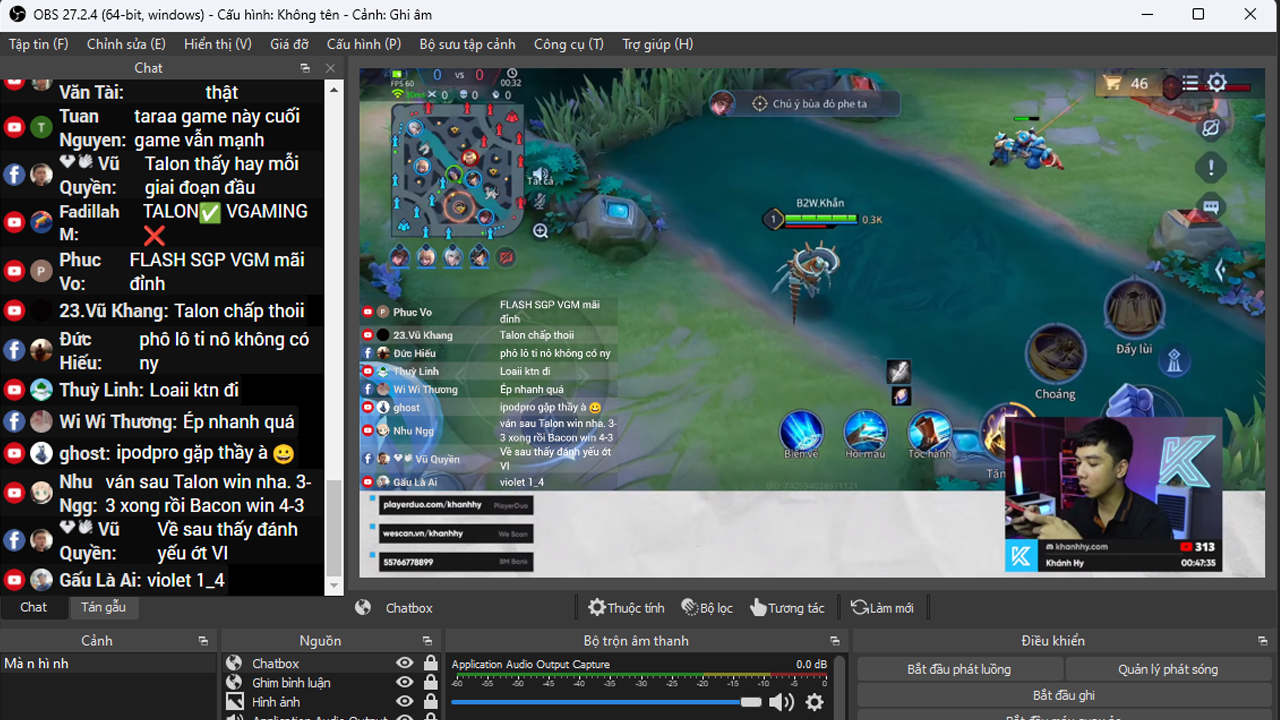 OBS 27.2.4 (64-bit, windows) - Cấu hình: Không tên - Cảnh: Ghi âm
Tập tin (F) Chỉnh sửa (E) Hiển thị (V) Giá đỡ Cấu hình (P) Bộ sưu tập cảnh Công cụ (T) Trợ giúp (H)
Chat
Văn Tài: thật
Tuan Nguyen: taraa game này cuối
game vẫn mạnh
Vũ Quyền: Talon thấy hay mỗi
giai đoạn đầu
Fadillah M: TALON✅ VGAMING
❌
Phuc Vo: FLASH SGP VGM mãi
đỉnh
23.Vũ Khang: Talon chấp thoii
Đức Hiếu: phô lô ti nô không có
ny
Thuỳ Linh: Loaii ktn đi
Wi Wi Thương: Ép nhanh quá
ghost: ipodpro gặp thầy à 😀
Nhu Ngg: ván sau Talon win nha. 3-
3 xong rồi Bacon win 4-3
Vũ Quyền: Về sau thấy đánh
yếu ớt VI
Gấu Là Ai: violet 1_4
Chat Tán gẫu
0 VS 0 00:32
FPS 60
0 0 0
Chú ý bùa đỏ phe ta
46
Tất cả
B2W.Khẩn
1 0.3K
Phuc Vo FLASH SGP VGM mãi
đỉnh
23.Vũ Khang Talon chấp thoii
Đức Hiếu phô lô ti nô không có ny
Thuỳ Linh Loaii ktn đi
Wi Wi Thương Ép nhanh quá
ghost ipodpro gặp thầy à 😀
Nhu Ngg ván sau Talon win nha. 3-
3 xong rồi Bacon win 4-3
Vũ Quyền Về sau thấy đánh yếu ớt
VI
Gấu Là Ai violet 1_4
Đẩy lùi
Choáng
Biến về Hồi máu Tốc hành
playerduo.com/khanhhy PlayerDuo
wescan.vn/khanhhy We Scan
55766778899 BM Bank
khanhhy.com 313
Khánh Hy 00:47:35
Chatbox Thuộc tính Bộ lọc Tương tác Làm mới
Cảnh Nguồn Bộ trộn âm thanh Điều khiển
Mà n hì nh
Chatbox
Ghim bình luận
Hình ảnh
Application Audio Output
Application Audio Output Capture 0.0 dB
-60 -55 -50 -45 -40 -35 -30 -25 -20 -15 -10 -5 0
Bắt đầu phát luồng Quản lý phát sóng
Bắt đầu ghi